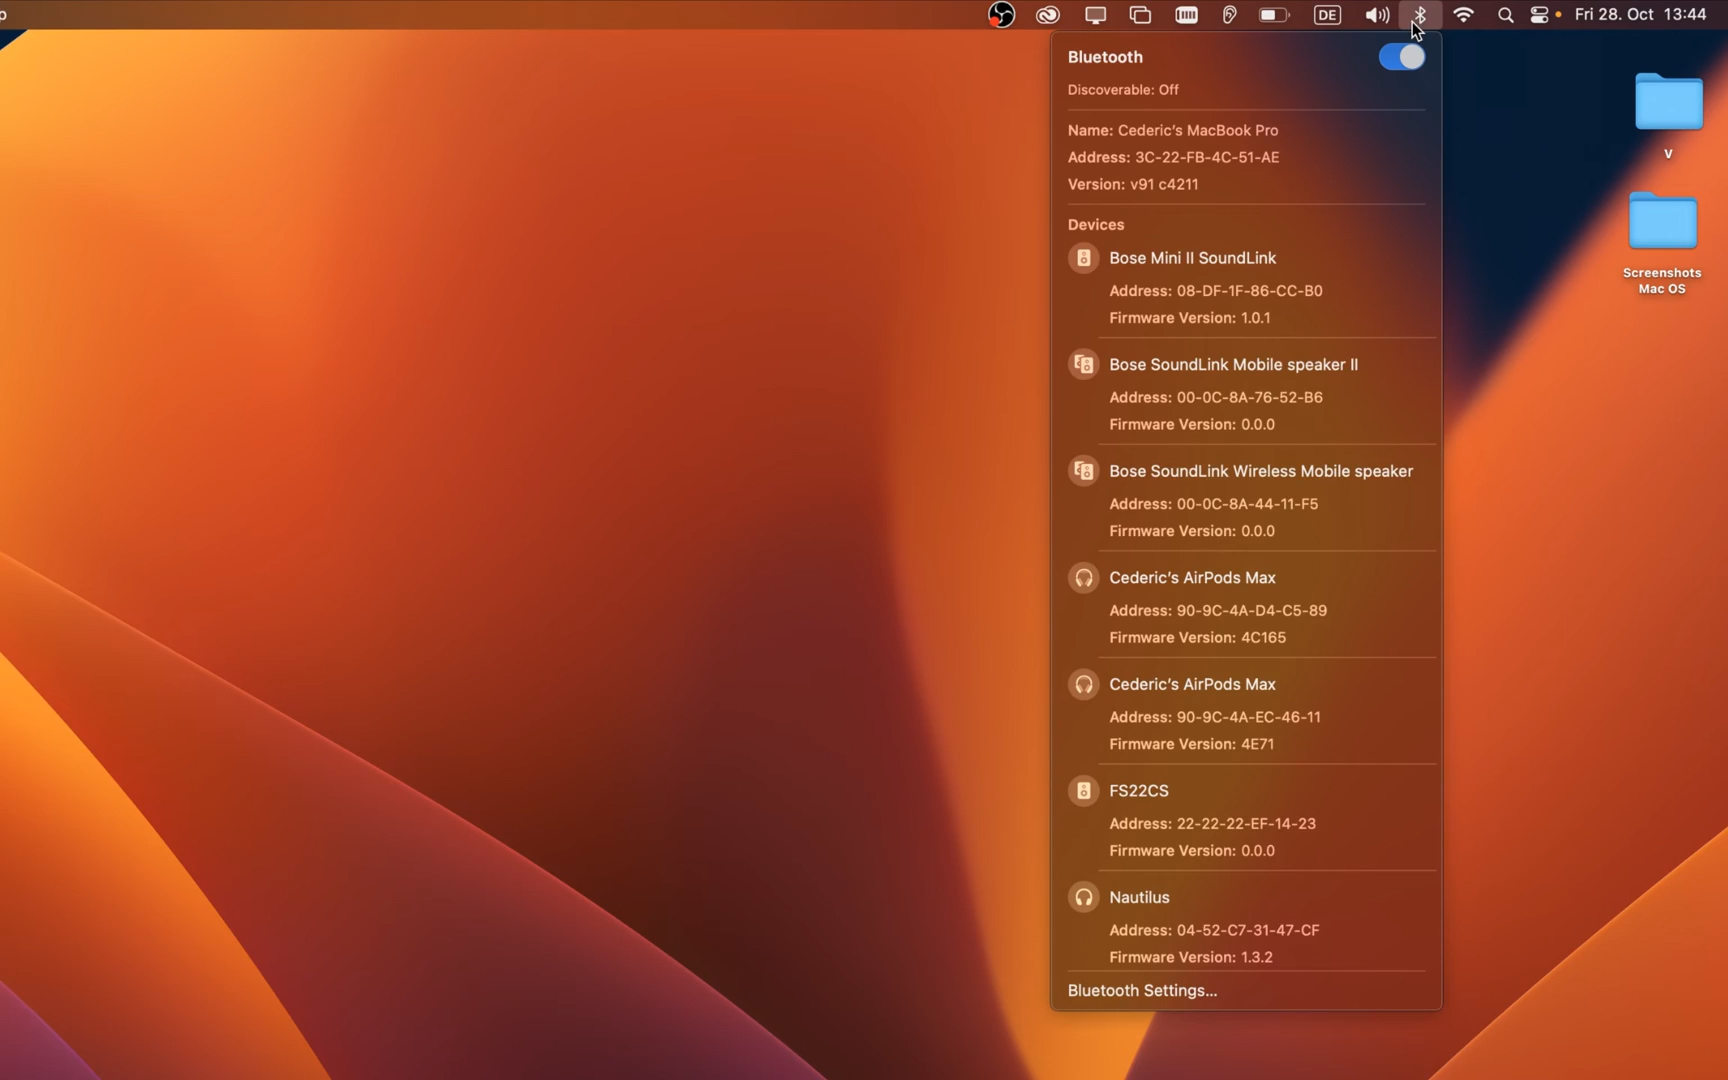 p
DE
Fri 28. Oct 13:44
Bluetooth
Discoverable: Off
Name: Cederic's MacBook Pro
Address: 3C-22-FB-4C-51-AE
Version: v91 c4211
Devices
Bose Mini II SoundLink
Address: 08-DF-1F-86-CC-B0
Firmware Version: 1.0.1
Bose SoundLink Mobile speaker II
Address: 00-0C-8A-76-52-B6
Firmware Version: 0.0.0
Bose SoundLink Wireless Mobile speaker
Address: 00-0C-8A-44-11-F5
Firmware Version: 0.0.0
Cederic's AirPods Max
Address: 90-9C-4A-D4-C5-89
Firmware Version: 4C165
Cederic's AirPods Max
Address: 90-9C-4A-EC-46-11
Firmware Version: 4E71
FS22CS
Address: 22-22-22-EF-14-23
Firmware Version: 0.0.0
Nautilus
Address: 04-52-C7-31-47-CF
Firmware Version: 1.3.2
Bluetooth Settings...
V
Screenshots
Mac OS